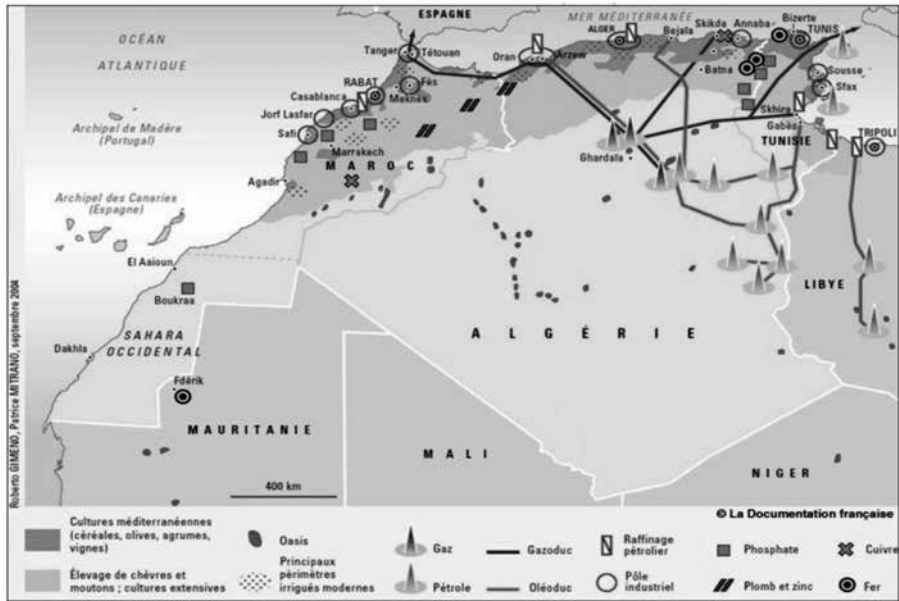 ESPAGNE
MER MÉDITERRANÉE
OCÉAN
ATLANTIQUE
Tanger
Tétouan
Oran
Arzew
ALGER
Bejaïa
Skikda
Annaba
Bizerte
TUNIS
Batna
Sousse
Sfax
Skhira
Gabès
TUNISIE
TRIPOLI
RABAT
Fès
Meknès
Casablanca
Jorf Lasfar
Safi
Marrakech
MAROC
Agadir
Ghardaïa
Archipel de Madère
(Portugal)
Archipel des Canaries
(Espagne)
El Aaioun
Boukraa
SAHARA
OCCIDENTAL
Dakhla
Fdérik
ALGÉRIE
LIBYE
MAURITANIE
MALI
NIGER
400 km
Roberto GIMENO, Patrice MITRANO, septembre 2004
© La Documentation française
Cultures méditerranéennes
(céréales, olives, agrumes,
vignes)
Élevage de chèvres et
moutons ; cultures extensives
Oasis
Principaux
périmètres
irrigués modernes
Gaz
Pétrole
Gazoduc
Oléoduc
Raffinage
pétrolier
Pôle
industriel
Phosphate
Plomb et zinc
Cuivre
Fer